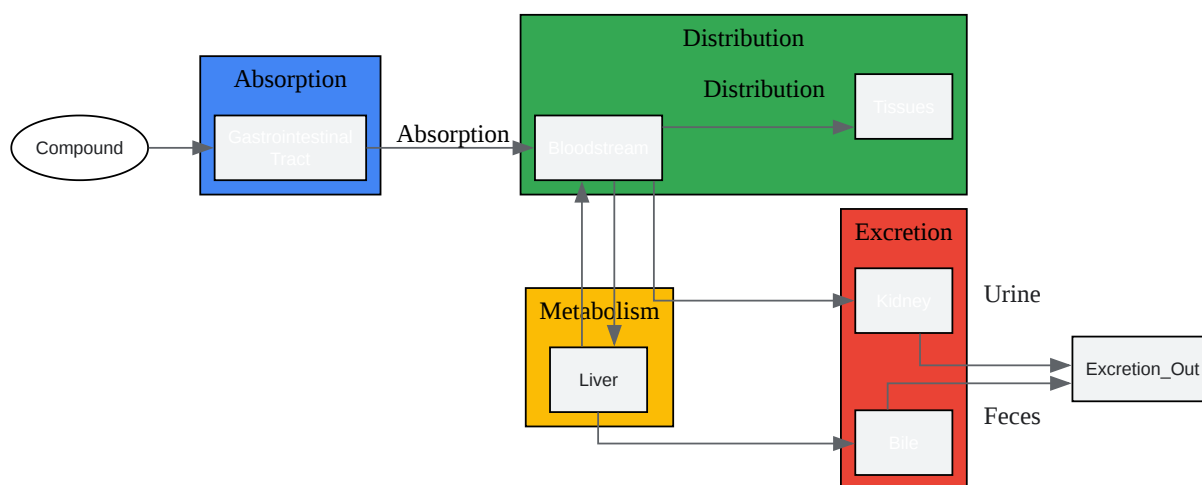 Distribution
Absorption
Distribution
Tissues
Gastrointestinal
Tract
Absorption
Compound
Bloodstream
Excretion
Kidney
Urine
Metabolism
Liver
Excretion_Out
Feces
Bile